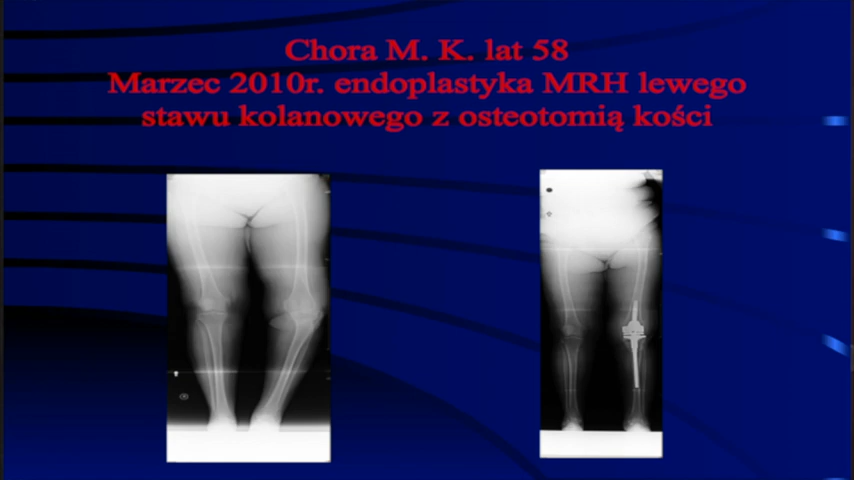 Chora M. K. lat 58
Marzec 2010r. endoplastyka MRH lewego
stawu kolanowego z osteotomią kości